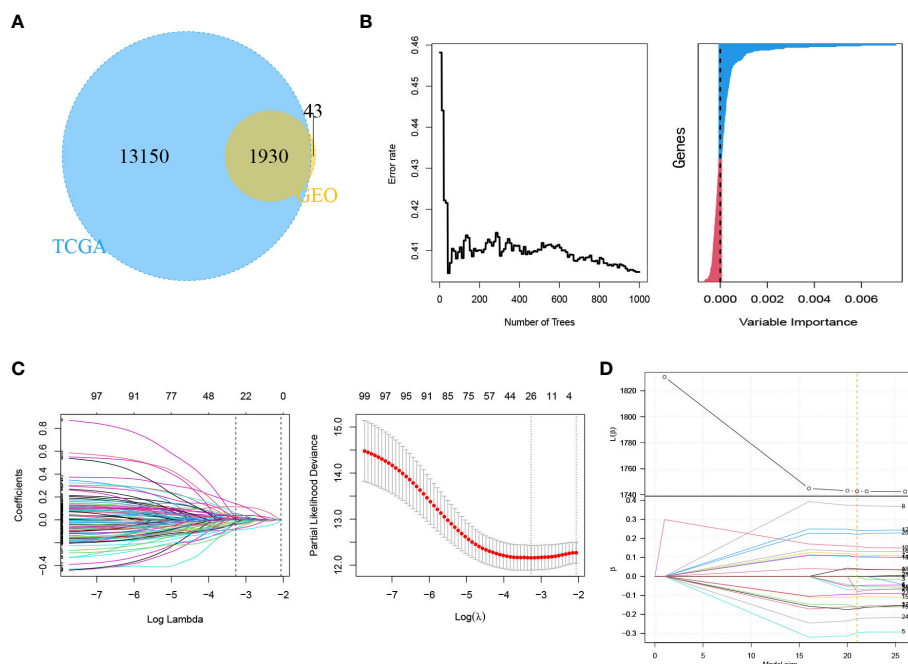 A
13150
1930
43
GEO
TCGA
B
0.46
0.45
0.44
0.43
0.42
0.41
Error rate
0 200 400 600 800 1000
Number of Trees
Genes
0.000 0.002 0.004 0.006
Variable Importance
C
97 91 77 48 22 0
0.8
0.6
0.4
0.2
0.0
−0.4
Coefficients
−7 −6 −5 −4 −3 −2
Log Lambda
99 97 95 91 85 75 57 44 26 11 4
15.0
14.0
13.0
12.0
Partial Likelihood Deviance
−7 −6 −5 −4 −3 −2 −1
Log(λ)
D
1820
1800
1780
1760
1740
L(β)
0.4
0.3
0.2
0.1
0.0
−0.1
−0.2
−0.3
β
8
24
5
0 5 10 15 20 25
Model size